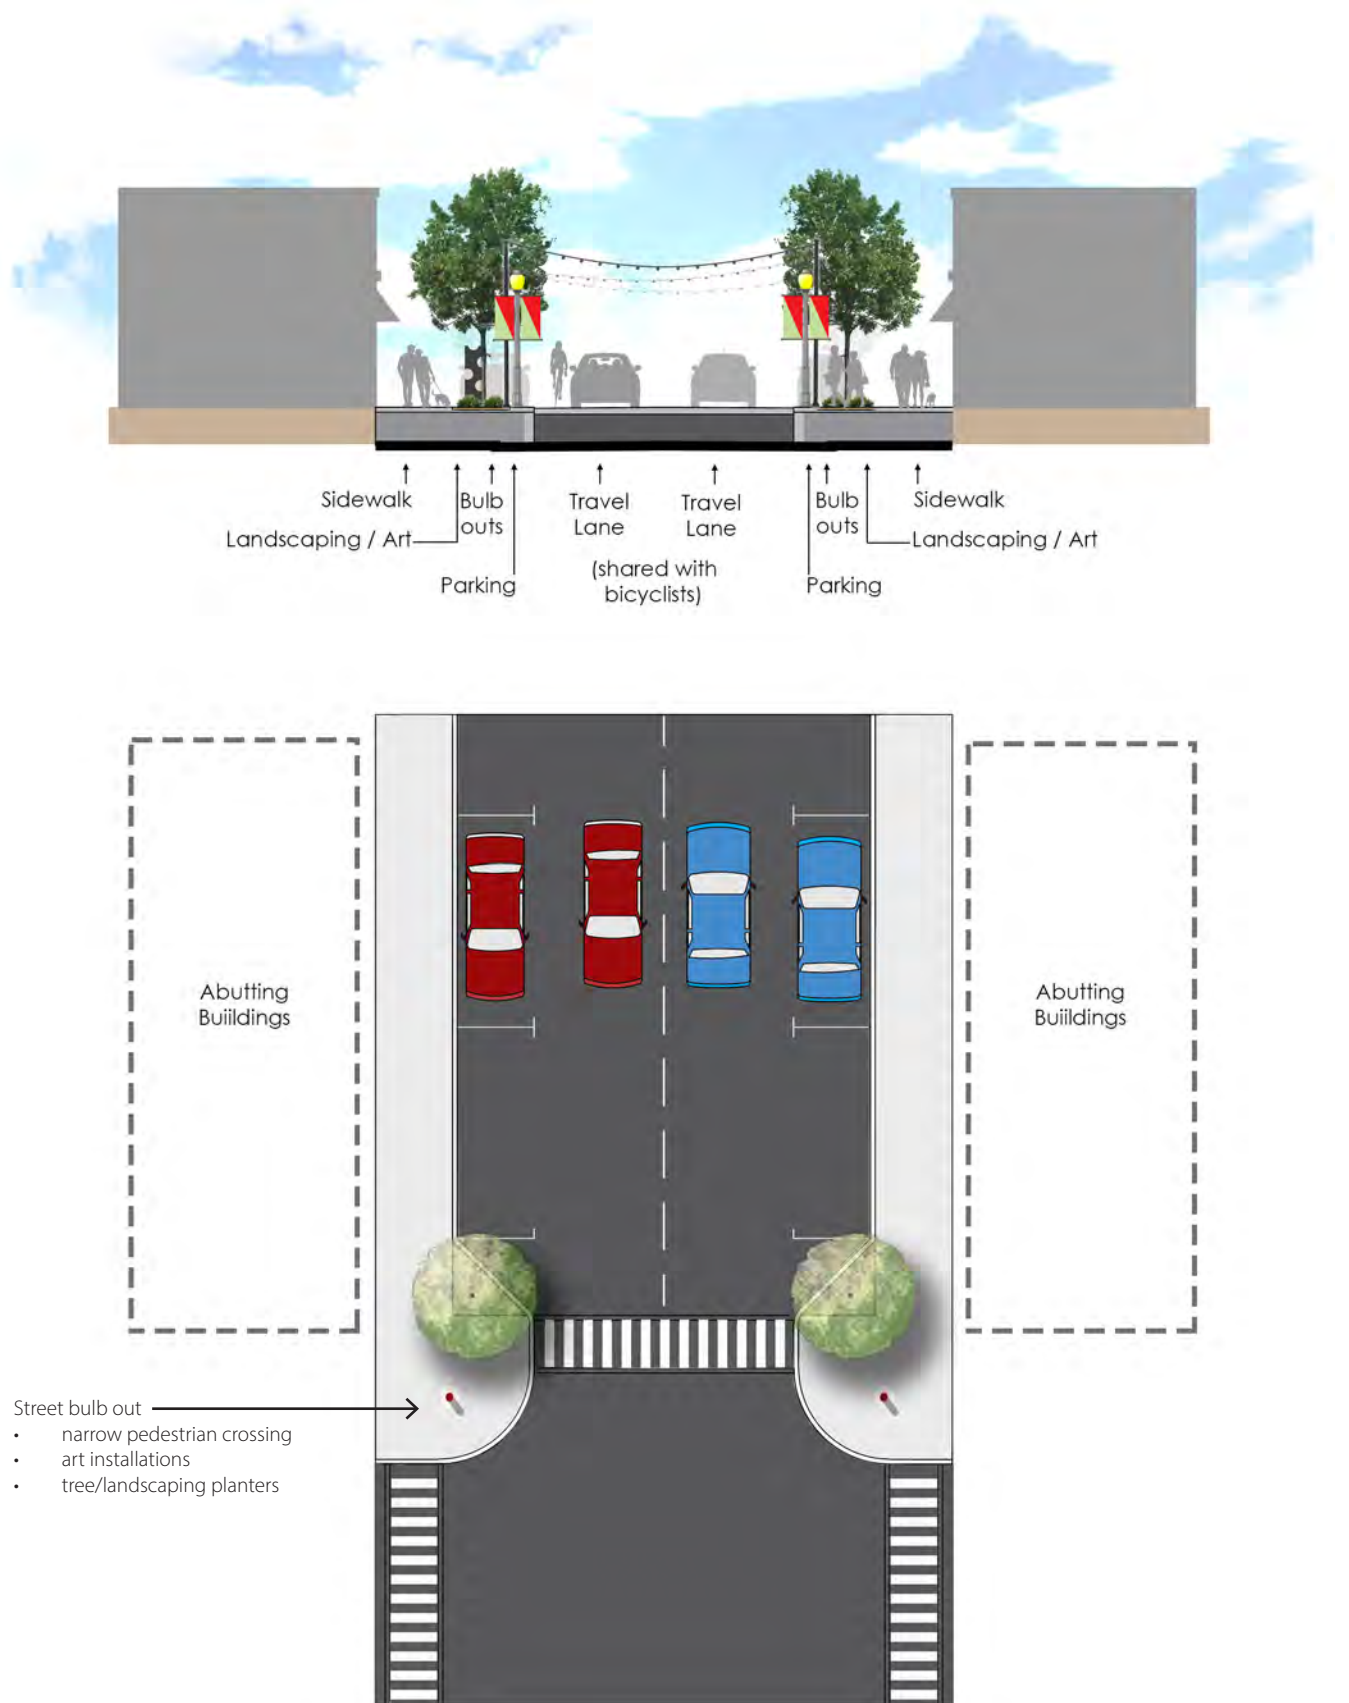 Sidewalk
Landscaping / Art
Bulb
outs
Parking
Travel
Lane
Travel
Lane
(shared with
bicyclists)
Bulb
outs
Parking
Sidewalk
Landscaping / Art
Abutting
Buiildings
Abutting
Buiildings
Street bulb out
• narrow pedestrian crossing
• art installations
• tree/landscaping planters